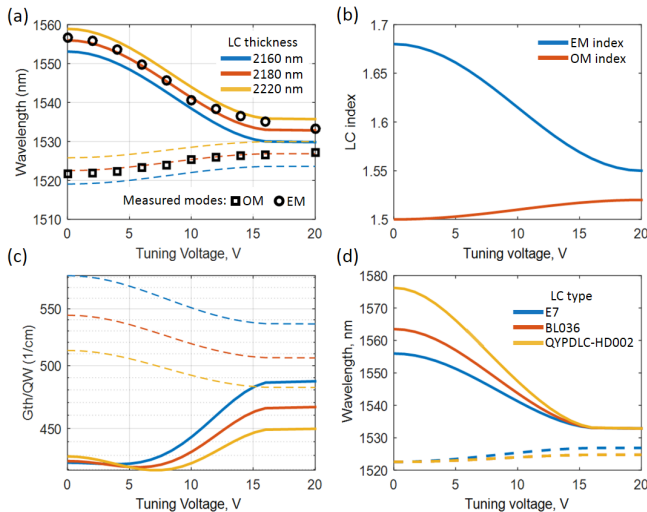 (a)
1560
1550
1540
1530
1520
1510
Wavelength (nm)
LC thickness
2160 nm
2180 nm
2220 nm
Measured modes: OM EM
0 5 10 15 20
Tuning Voltage, V
(b)
1.7
1.65
1.6
1.55
1.5
LC index
EM index
OM index
0 5 10 15 20
Tuning voltage, V
(c)
550
500
450
Gth/QW (1/cm)
0 5 10 15 20
Tuning Voltage, V
(d)
1580
1570
1560
1550
1540
1530
1520
Wavelength, nm
LC type
E7
BL036
QYPDLC-HD002
0 5 10 15 20
Tuning voltage, V